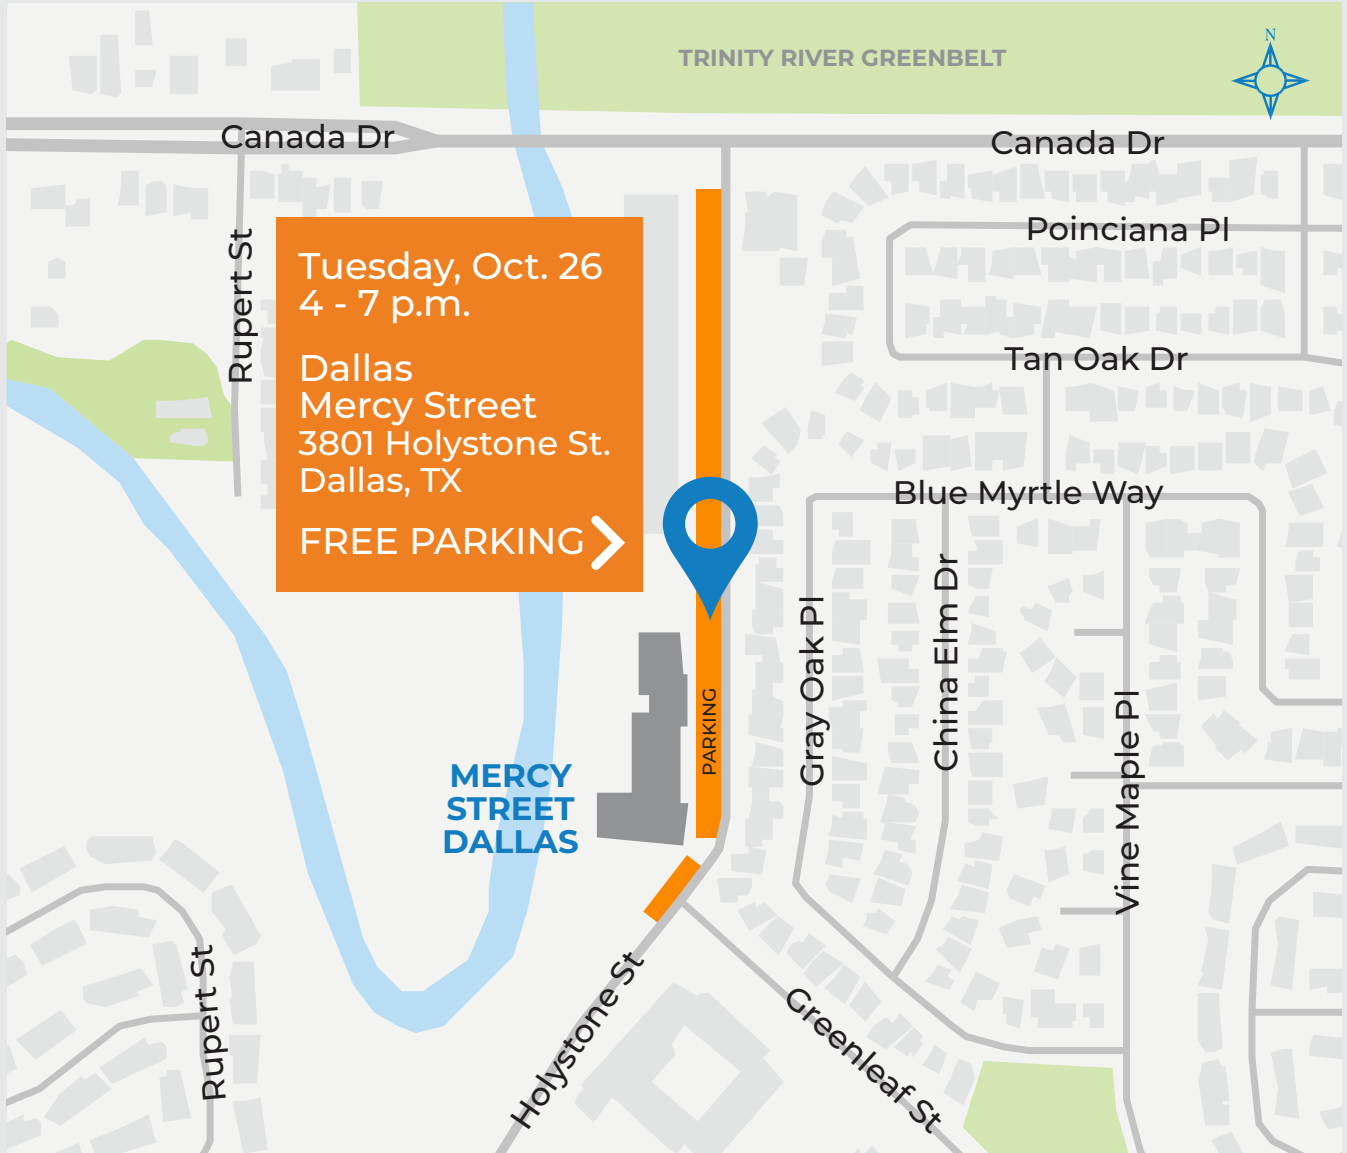 TRINITY RIVER GREENBELT
N
Canada Dr
Canada Dr
Poinciana Pl
Rupert St
Tuesday, Oct. 26
4 - 7 p.m.
Dallas
Mercy Street
3801 Holystone St.
Dallas, TX
FREE PARKING
Tan Oak Dr
Blue Myrtle Way
Gray Oak Pl
China Elm Dr
Vine Maple Pl
PARKING
MERCY
STREET
DALLAS
Rupert St
Holystone St
Greenleaf St